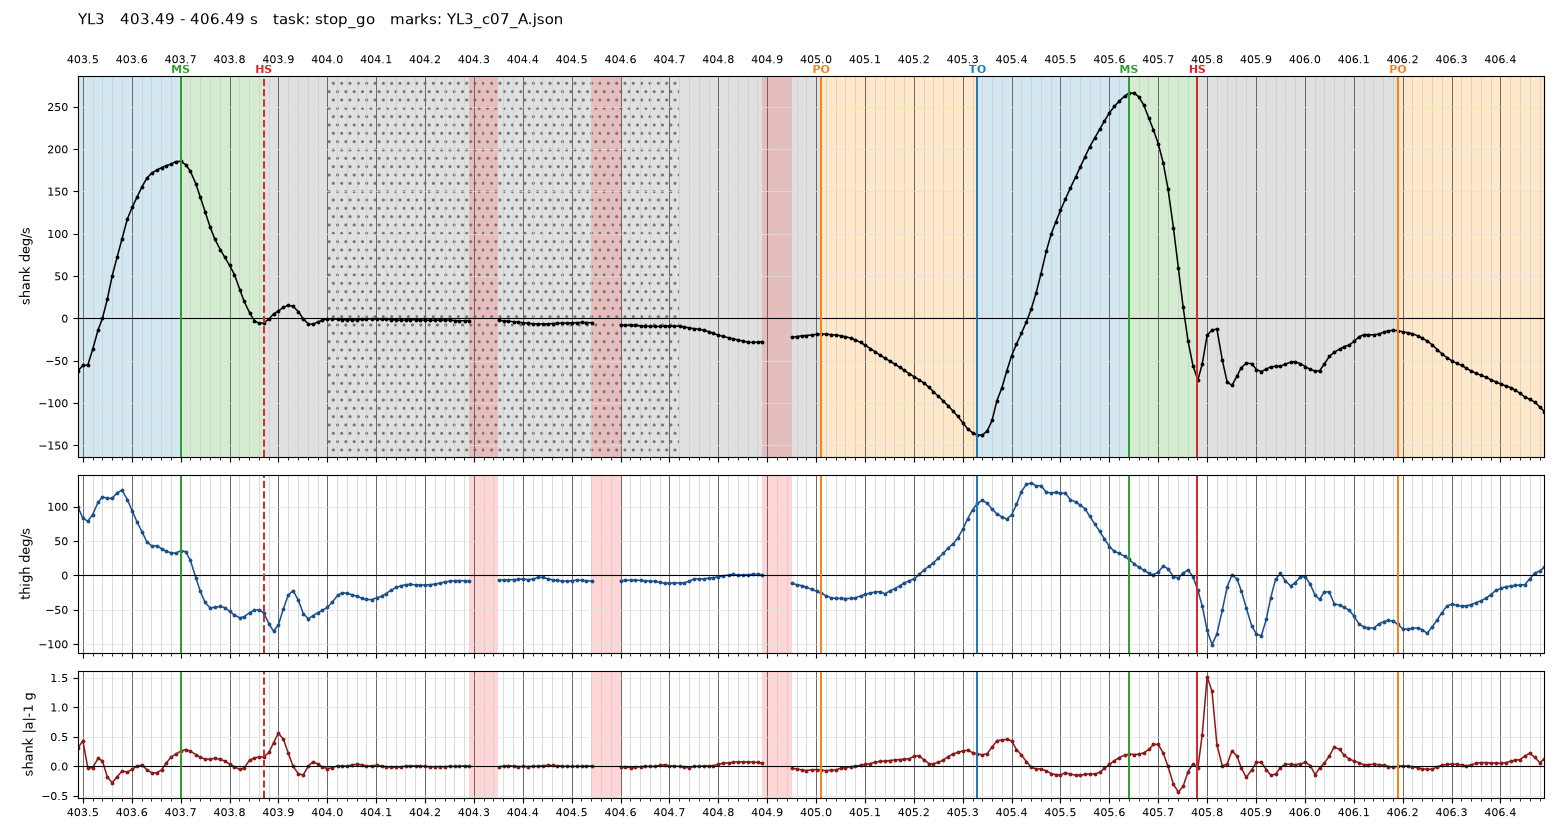 YL3 403.49 - 406.49 s task: stop_go marks: YL3_c07_A.json
403.5 403.6 403.7 403.8 403.9 404.0 404.1 404.2 404.3 404.4 404.5 404.6 404.7 404.8 404.9 405.0 405.1 405.2 405.3 405.4 405.5 405.6 405.7 405.8 405.9 406.0 406.1 406.2 406.3 406.4
MS HS PO TO MS HS PO
250
200
150
100
50
0
−50
−100
−150
shank deg/s
100
50
0
−50
−100
thigh deg/s
1.5
1.0
0.5
0.0
−0.5
shank |a|-1 g
403.5 403.6 403.7 403.8 403.9 404.0 404.1 404.2 404.3 404.4 404.5 404.6 404.7 404.8 404.9 405.0 405.1 405.2 405.3 405.4 405.5 405.6 405.7 405.8 405.9 406.0 406.1 406.2 406.3 406.4